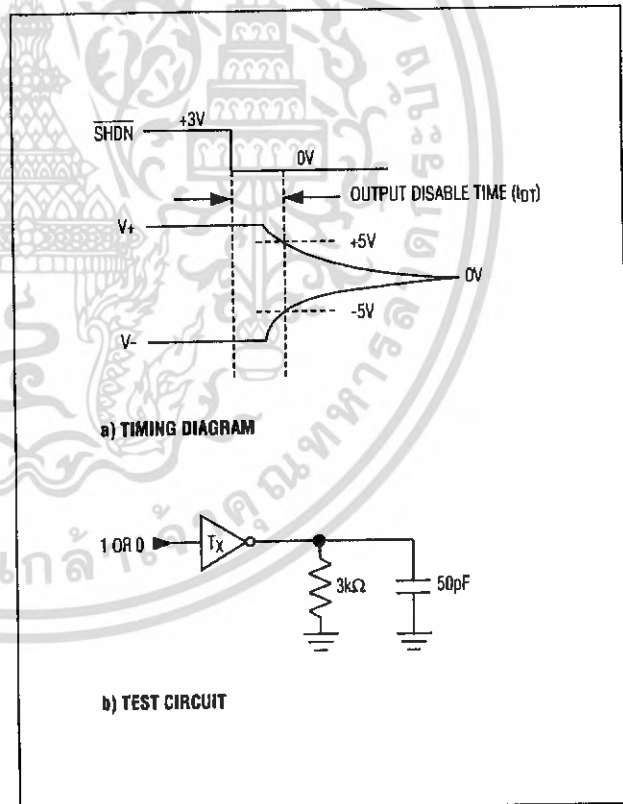 SHDN
+3V
0V
OUTPUT DISABLE TIME (tDT)
V+
+5V
0V
-5V
V-
a) TIMING DIAGRAM
1 OR 0
TX
3kΩ
50pF
b) TEST CIRCUIT